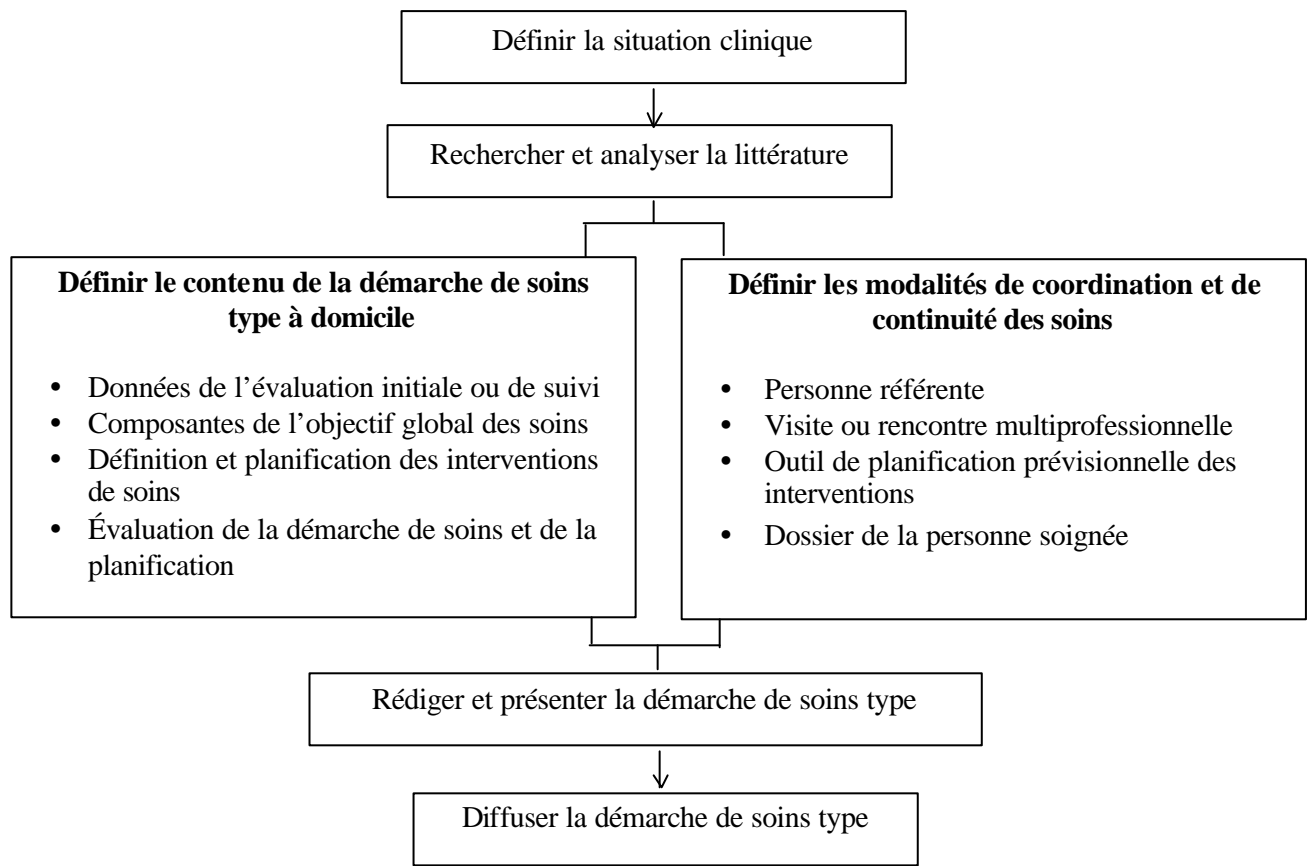 Définir la situation clinique
Rechercher et analyser la littérature
Définir le contenu de la démarche de soins
type à domicile
• Données de l’évaluation initiale ou de suivi
• Composantes de l’objectif global des soins
• Définition et planification des interventions
de soins
• Évaluation de la démarche de soins et de la
planification
Définir les modalités de coordination et de
continuité des soins
• Personne référente
• Visite ou rencontre multiprofessionnelle
• Outil de planification prévisionnelle des
interventions
• Dossier de la personne soignée
Rédiger et présenter la démarche de soins type
Diffuser la démarche de soins type